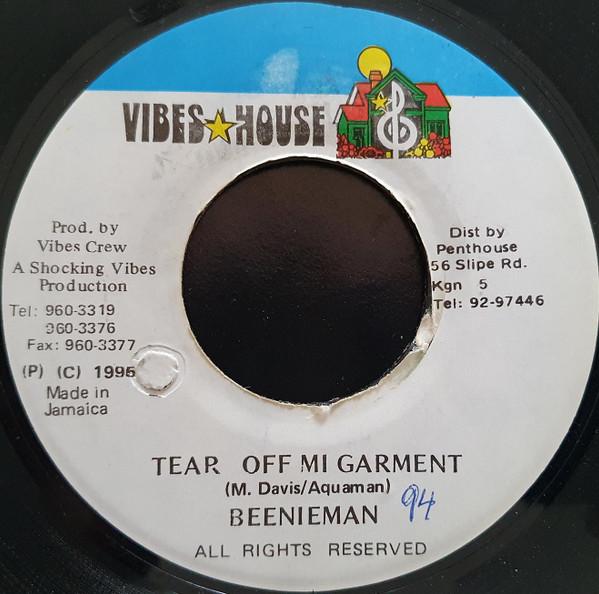 VIBES HOUSE
Prod. by
Vibes Crew
A Shocking Vibes
Production
Tel: 960-3319
960-3376
Fax: 960-3377
(P) (C) 1995
Made in
Jamaica
Dist by
Penthouse
56 Slipe Rd.
Kgn 5
Tel: 92-97446
TEAR OFF MI GARMENT
(M. Davis/Aquaman)
BEENIEMAN 94
ALL RIGHTS RESERVED